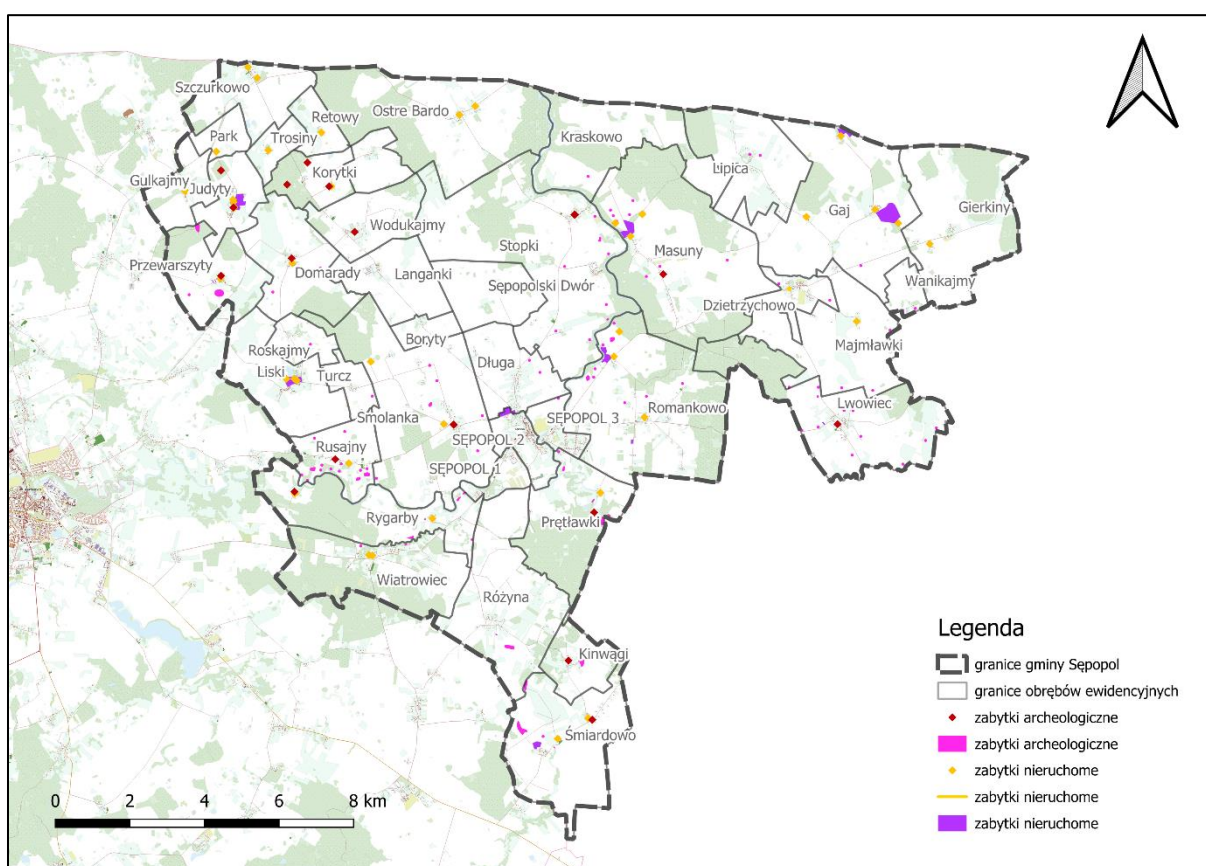 Szczurkowo
Ostre Bardo
Retowy
Park
Trosiny
Kraskowo
Lipica
Korytki
Gulkajmy
Judyty
Gaj
Gierkiny
Wodukajmy
Stopki
Masuny
Przewarszyty
Domarady
Langanki
Sępopolski Dwór
Wanikajmy
Dzietrzychowo
Boryty
Majmławki
Roskajmy
Długa
Liski
Turcz
Lwowiec
Smolanka
SĘPOPOL 3
Romankowo
SĘPOPOL 2
Rusajny
SĘPOPOL 1
Rygarby
Prętławki
Wiatrowiec
Różyna
Kinwągi
Śmiardowo
Legenda
granice gminy Sępopol
granice obrębów ewidencyjnych
zabytki archeologiczne
zabytki archeologiczne
zabytki nieruchome
zabytki nieruchome
zabytki nieruchome
0 2 4 6 8 km